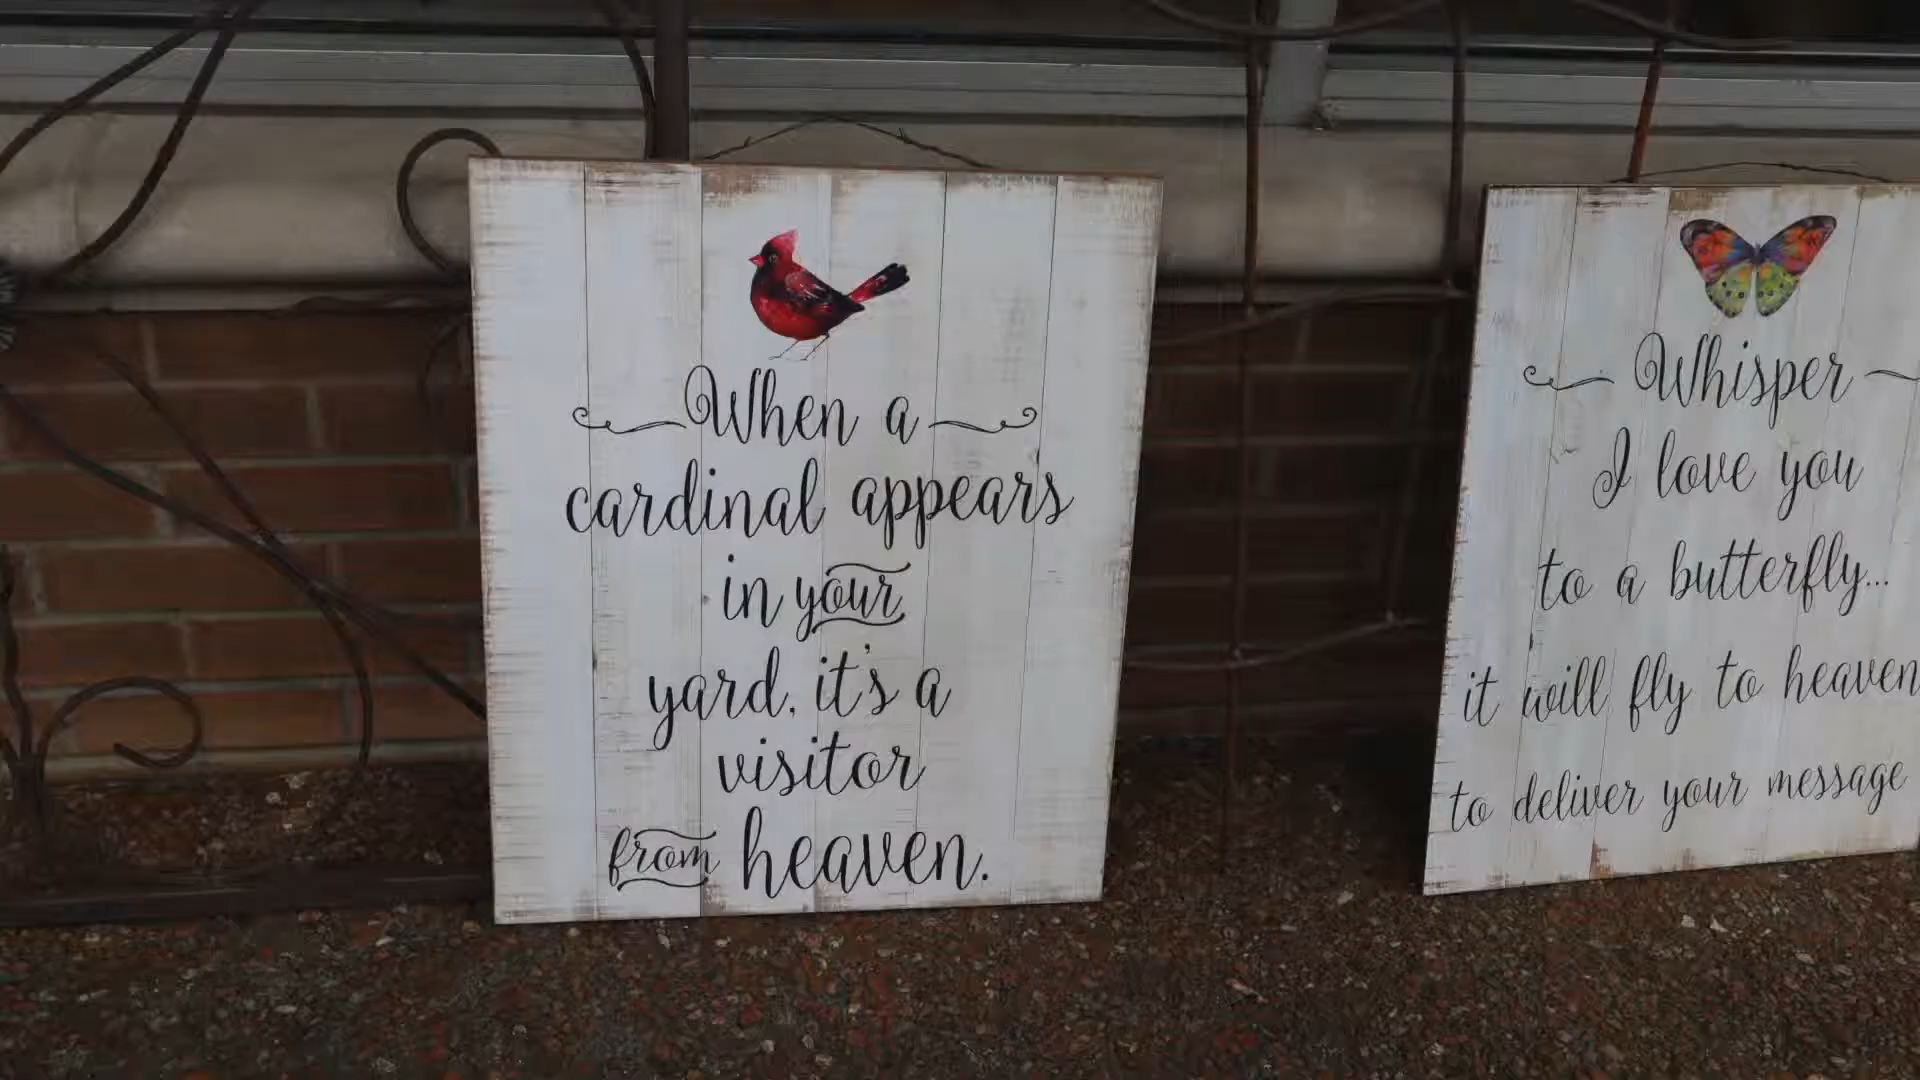 When a
cardinal appears
in your
yard, it's a
visitor
from heaven.
Whisper
I love you
to a butterfly...
it will fly to heaven
to deliver your message